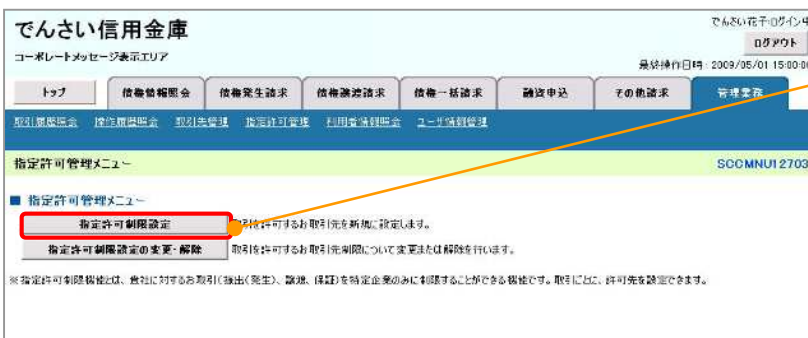 でんさい信用金庫
でんさい花子:ログイン中
コーポレートメッセージ表示エリア
ログアウト
最終操作日時:2009/05/01 15:00:00
トップ 債権情報照会 債権発生請求 債権譲渡請求 債権一括請求 融資申込 その他請求 管理業務
取引履歴照会 操作履歴照会 取引先管理 指定許可管理 利用者情報照会 ユーザ情報管理
指定許可管理メニュー
SCCMNU12703
■ 指定許可管理メニュー
指定許可制限設定 取引を許可するお取引先を新規に設定します。
指定許可制限設定の変更・解除 取引を許可するお取引先制限について変更または解除を行います。
※指定許可制限機能とは、貴社に対するお取引(振出(発生)、譲渡、保証)を特定企業のみに制限することができる機能です。取引ごとに、許可先を設定できます。